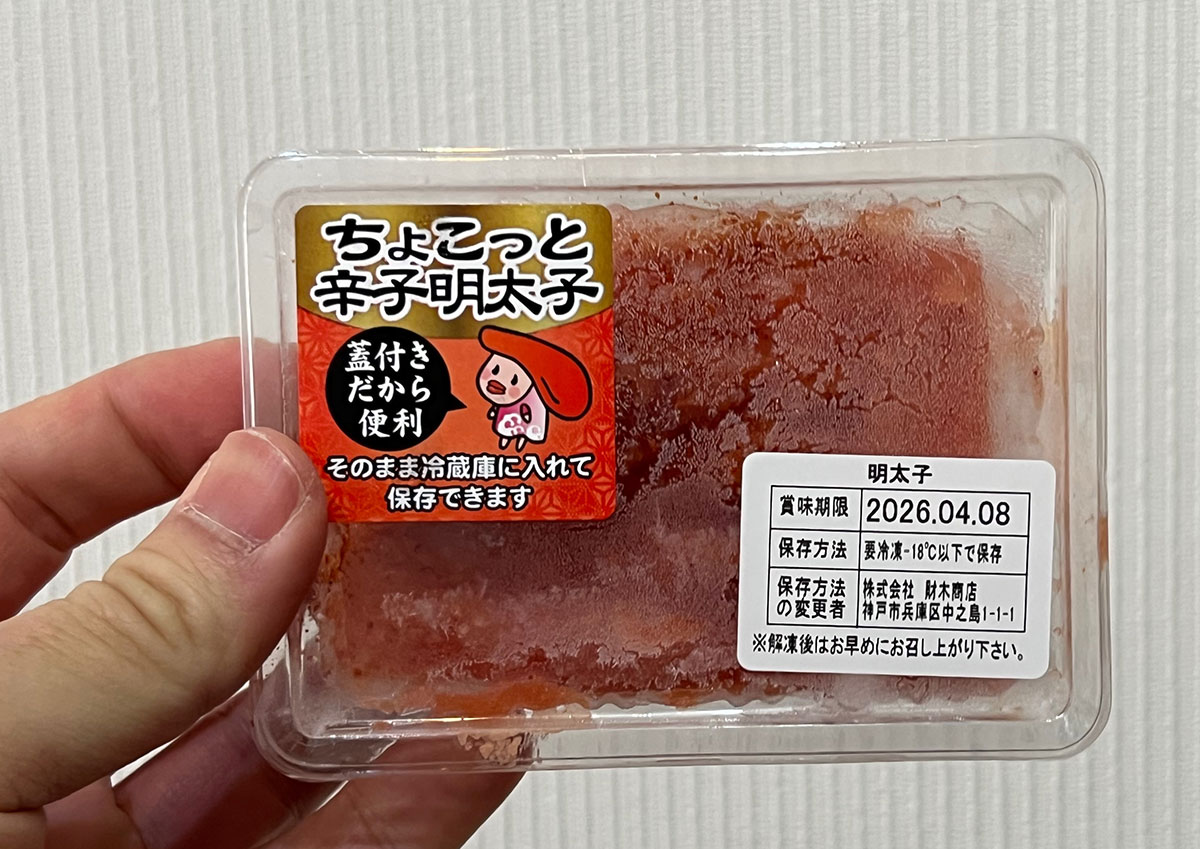 ちょこっと
辛子明太子
蓋付き
だから
便利
そのまま冷蔵庫に入れて
保存できます
明太子
賞味期限 2026.04.08
保存方法 要冷凍-18℃以下で保存
保存方法 株式会社 財木商店
の変更者 神戸市兵庫区中之島1-1-1
※解凍後はお早めにお召し上がり下さい。